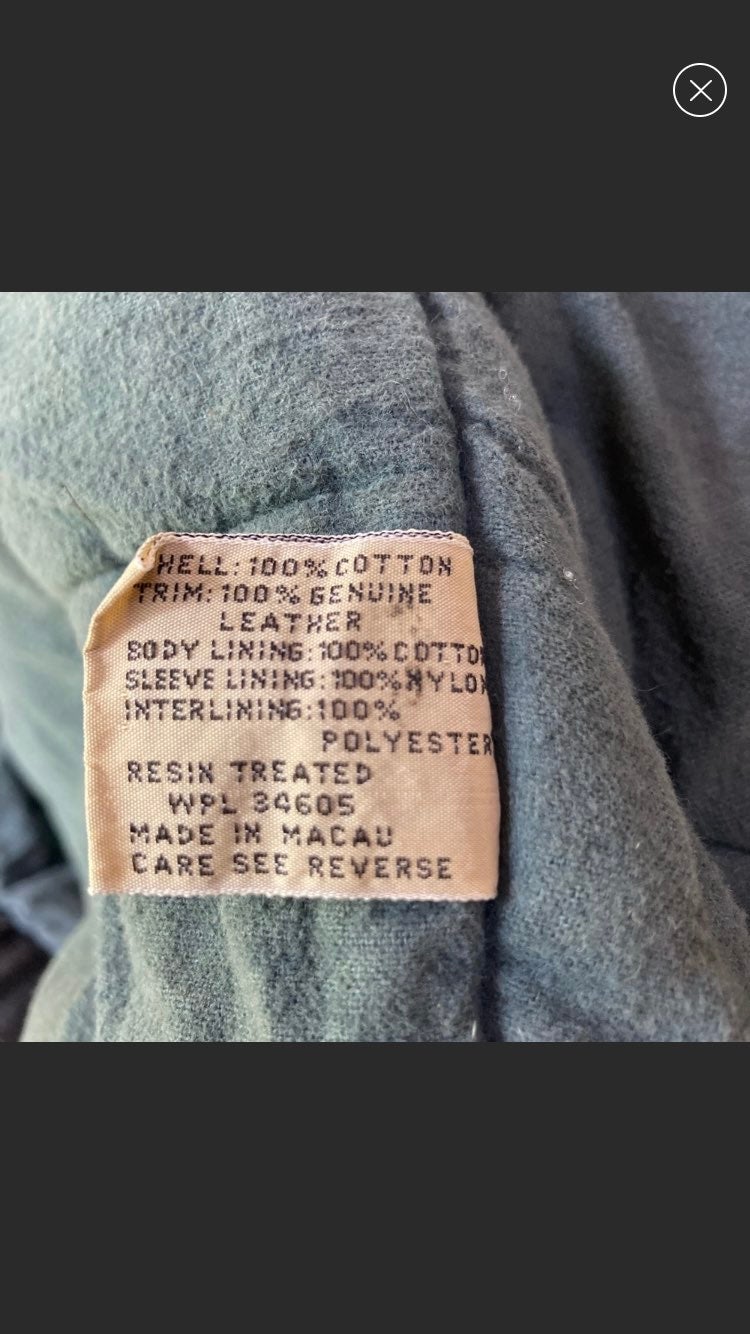 HELL: 100% COTTON
TRIM: 100% GENUINE
LEATHER
BODY LINING: 100% COTTO
SLEEVE LINING: 100% NYLON
INTERLINING: 100%
POLYESTER
RESIN TREATED
WPL 34605
MADE IN MACAU
CARE SEE REVERSE